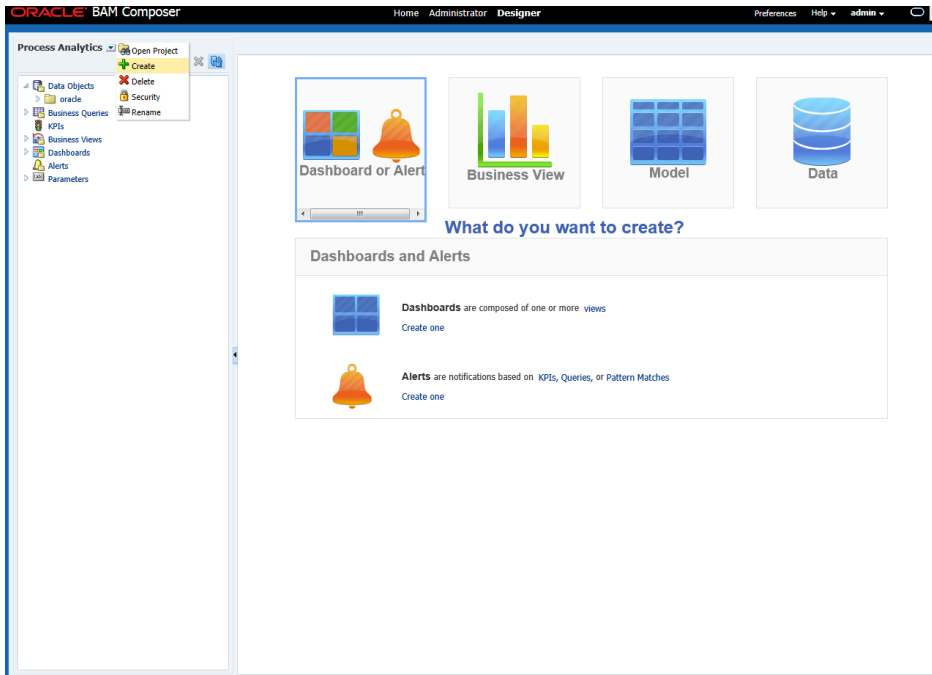 ORACLE BAM Composer
Home Administrator Designer
Preferences Help admin
Process Analytics
Open Project
Create
Delete
Security
Rename
Data Objects
oracle
Business Queries
KPIs
Business Views
Dashboards
Alerts
Parameters
Dashboard or Alert
Business View
Model
Data
What do you want to create?
Dashboards and Alerts
Dashboards are composed of one or more views
Create one
Alerts are notifications based on KPIs, Queries, or Pattern Matches
Create one